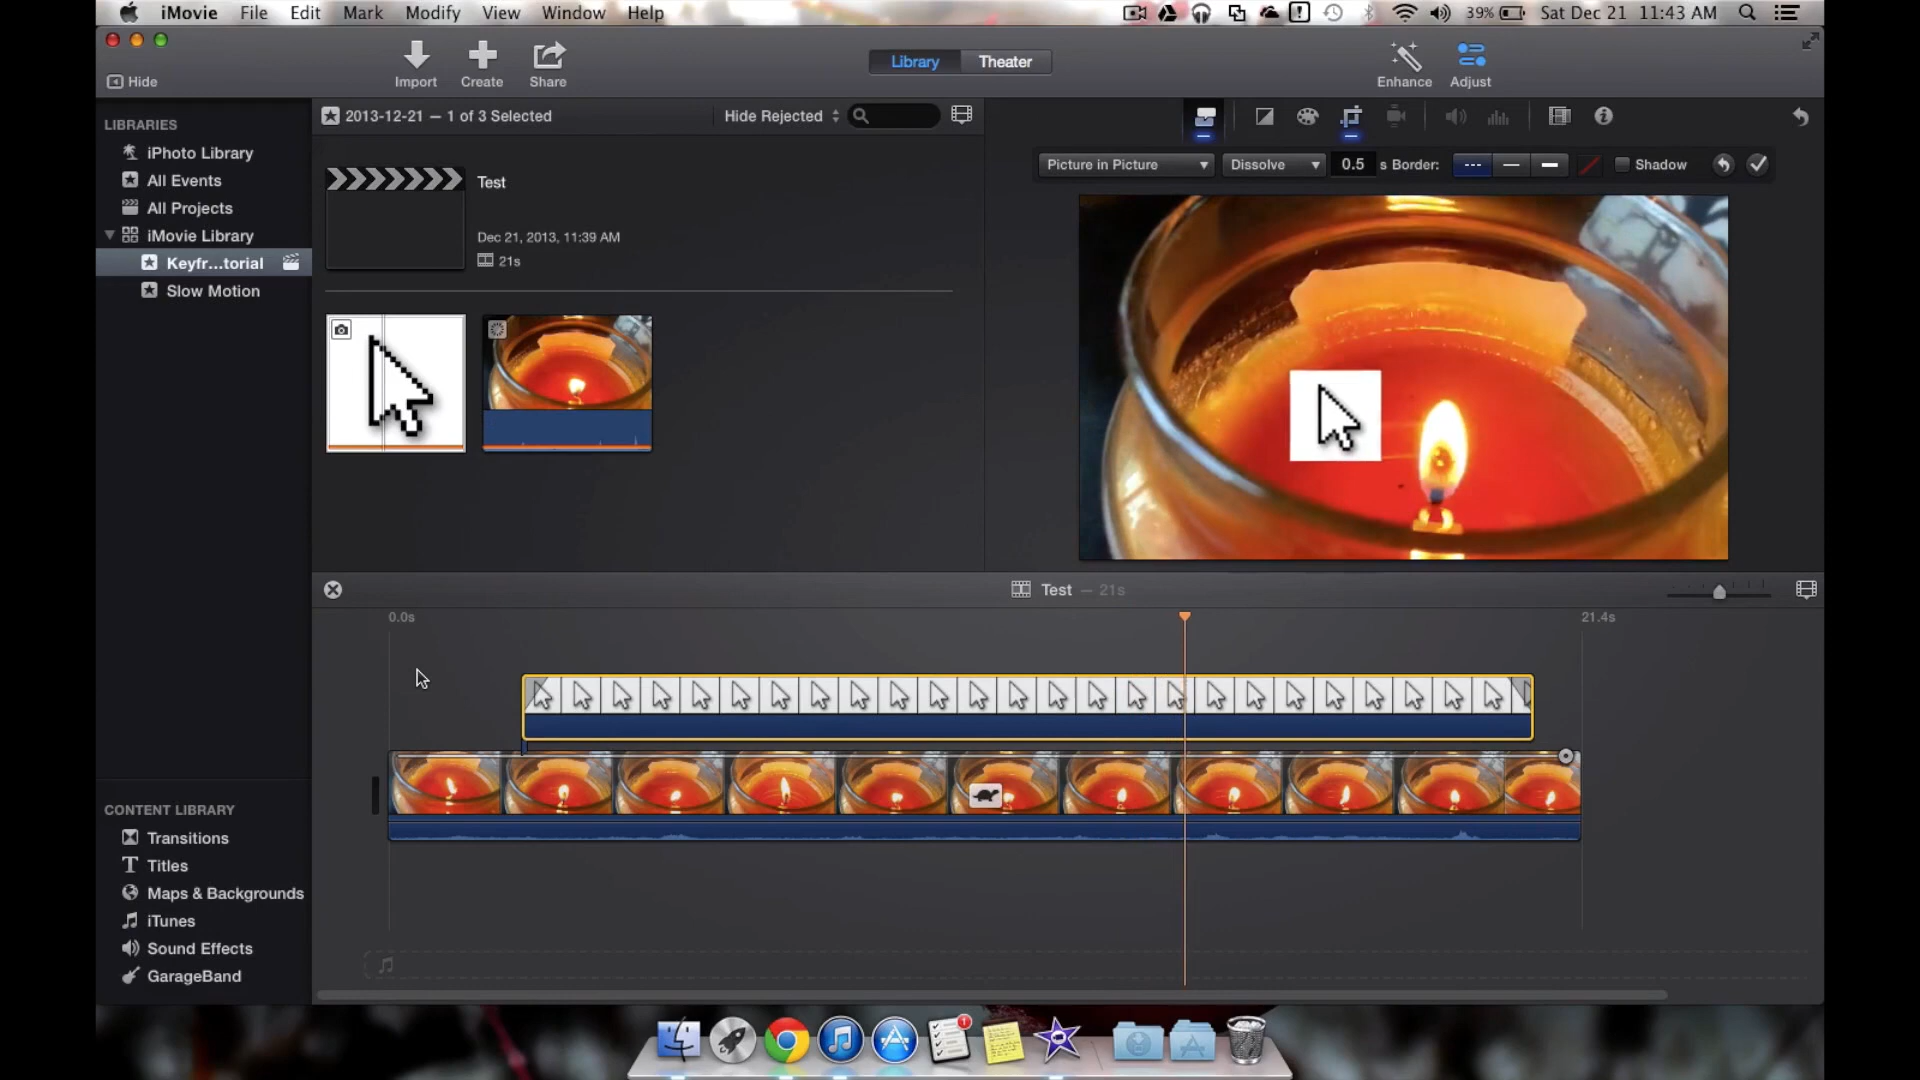 iMovie File Edit Mark Modify View Window Help 39% Sat Dec 21 11:43 AM
Library Theater
Hide Import Create Share Enhance Adjust
LIBRARIES
iPhoto Library
All Events
All Projects
iMovie Library
Keyfr...torial
Slow Motion
CONTENT LIBRARY
Transitions
Titles
Maps & Backgrounds
iTunes
Sound Effects
GarageBand
2013-12-21 — 1 of 3 Selected Hide Rejected
Test
Dec 21, 2013, 11:39 AM
21s
Picture in Picture Dissolve 0.5 s Border: Shadow
Test — 21s
0.0s 21.4s
1